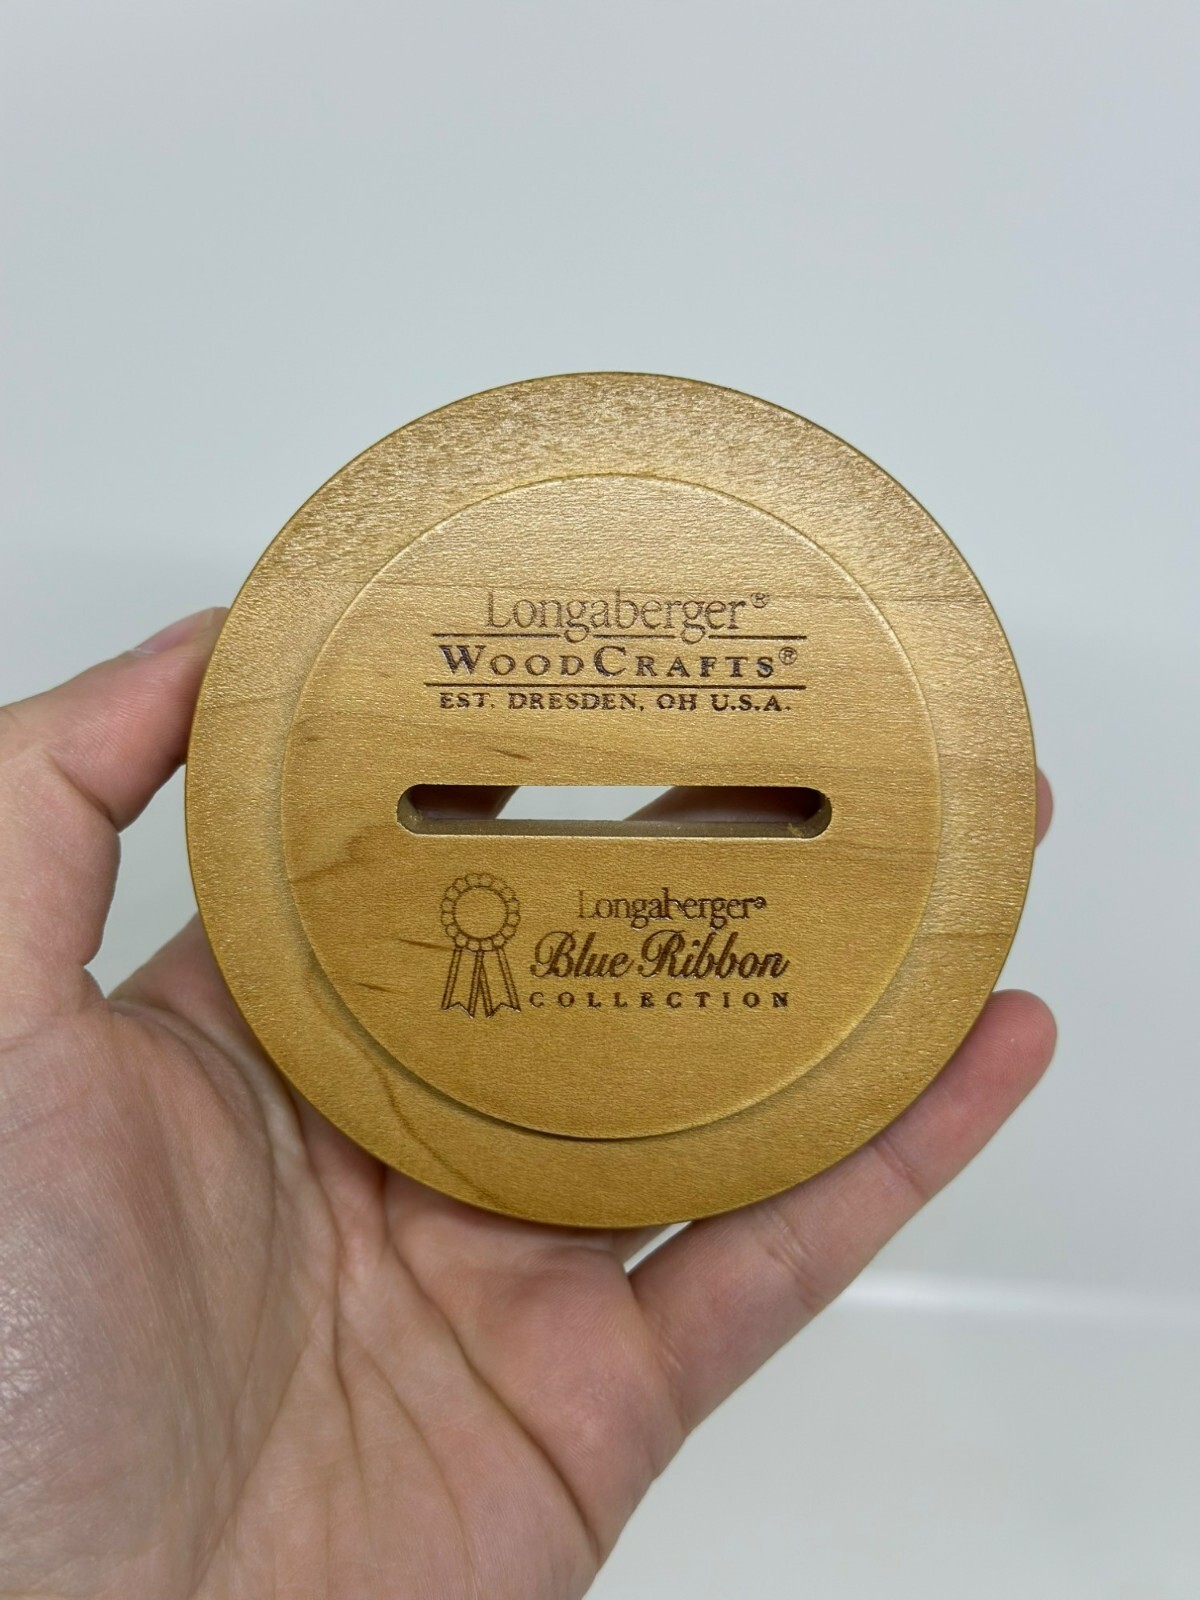 Longaberger®
WOODCRAFTS®
EST. DRESDEN, OH U.S.A.
Longaberger®
Blue Ribbon
COLLECTION